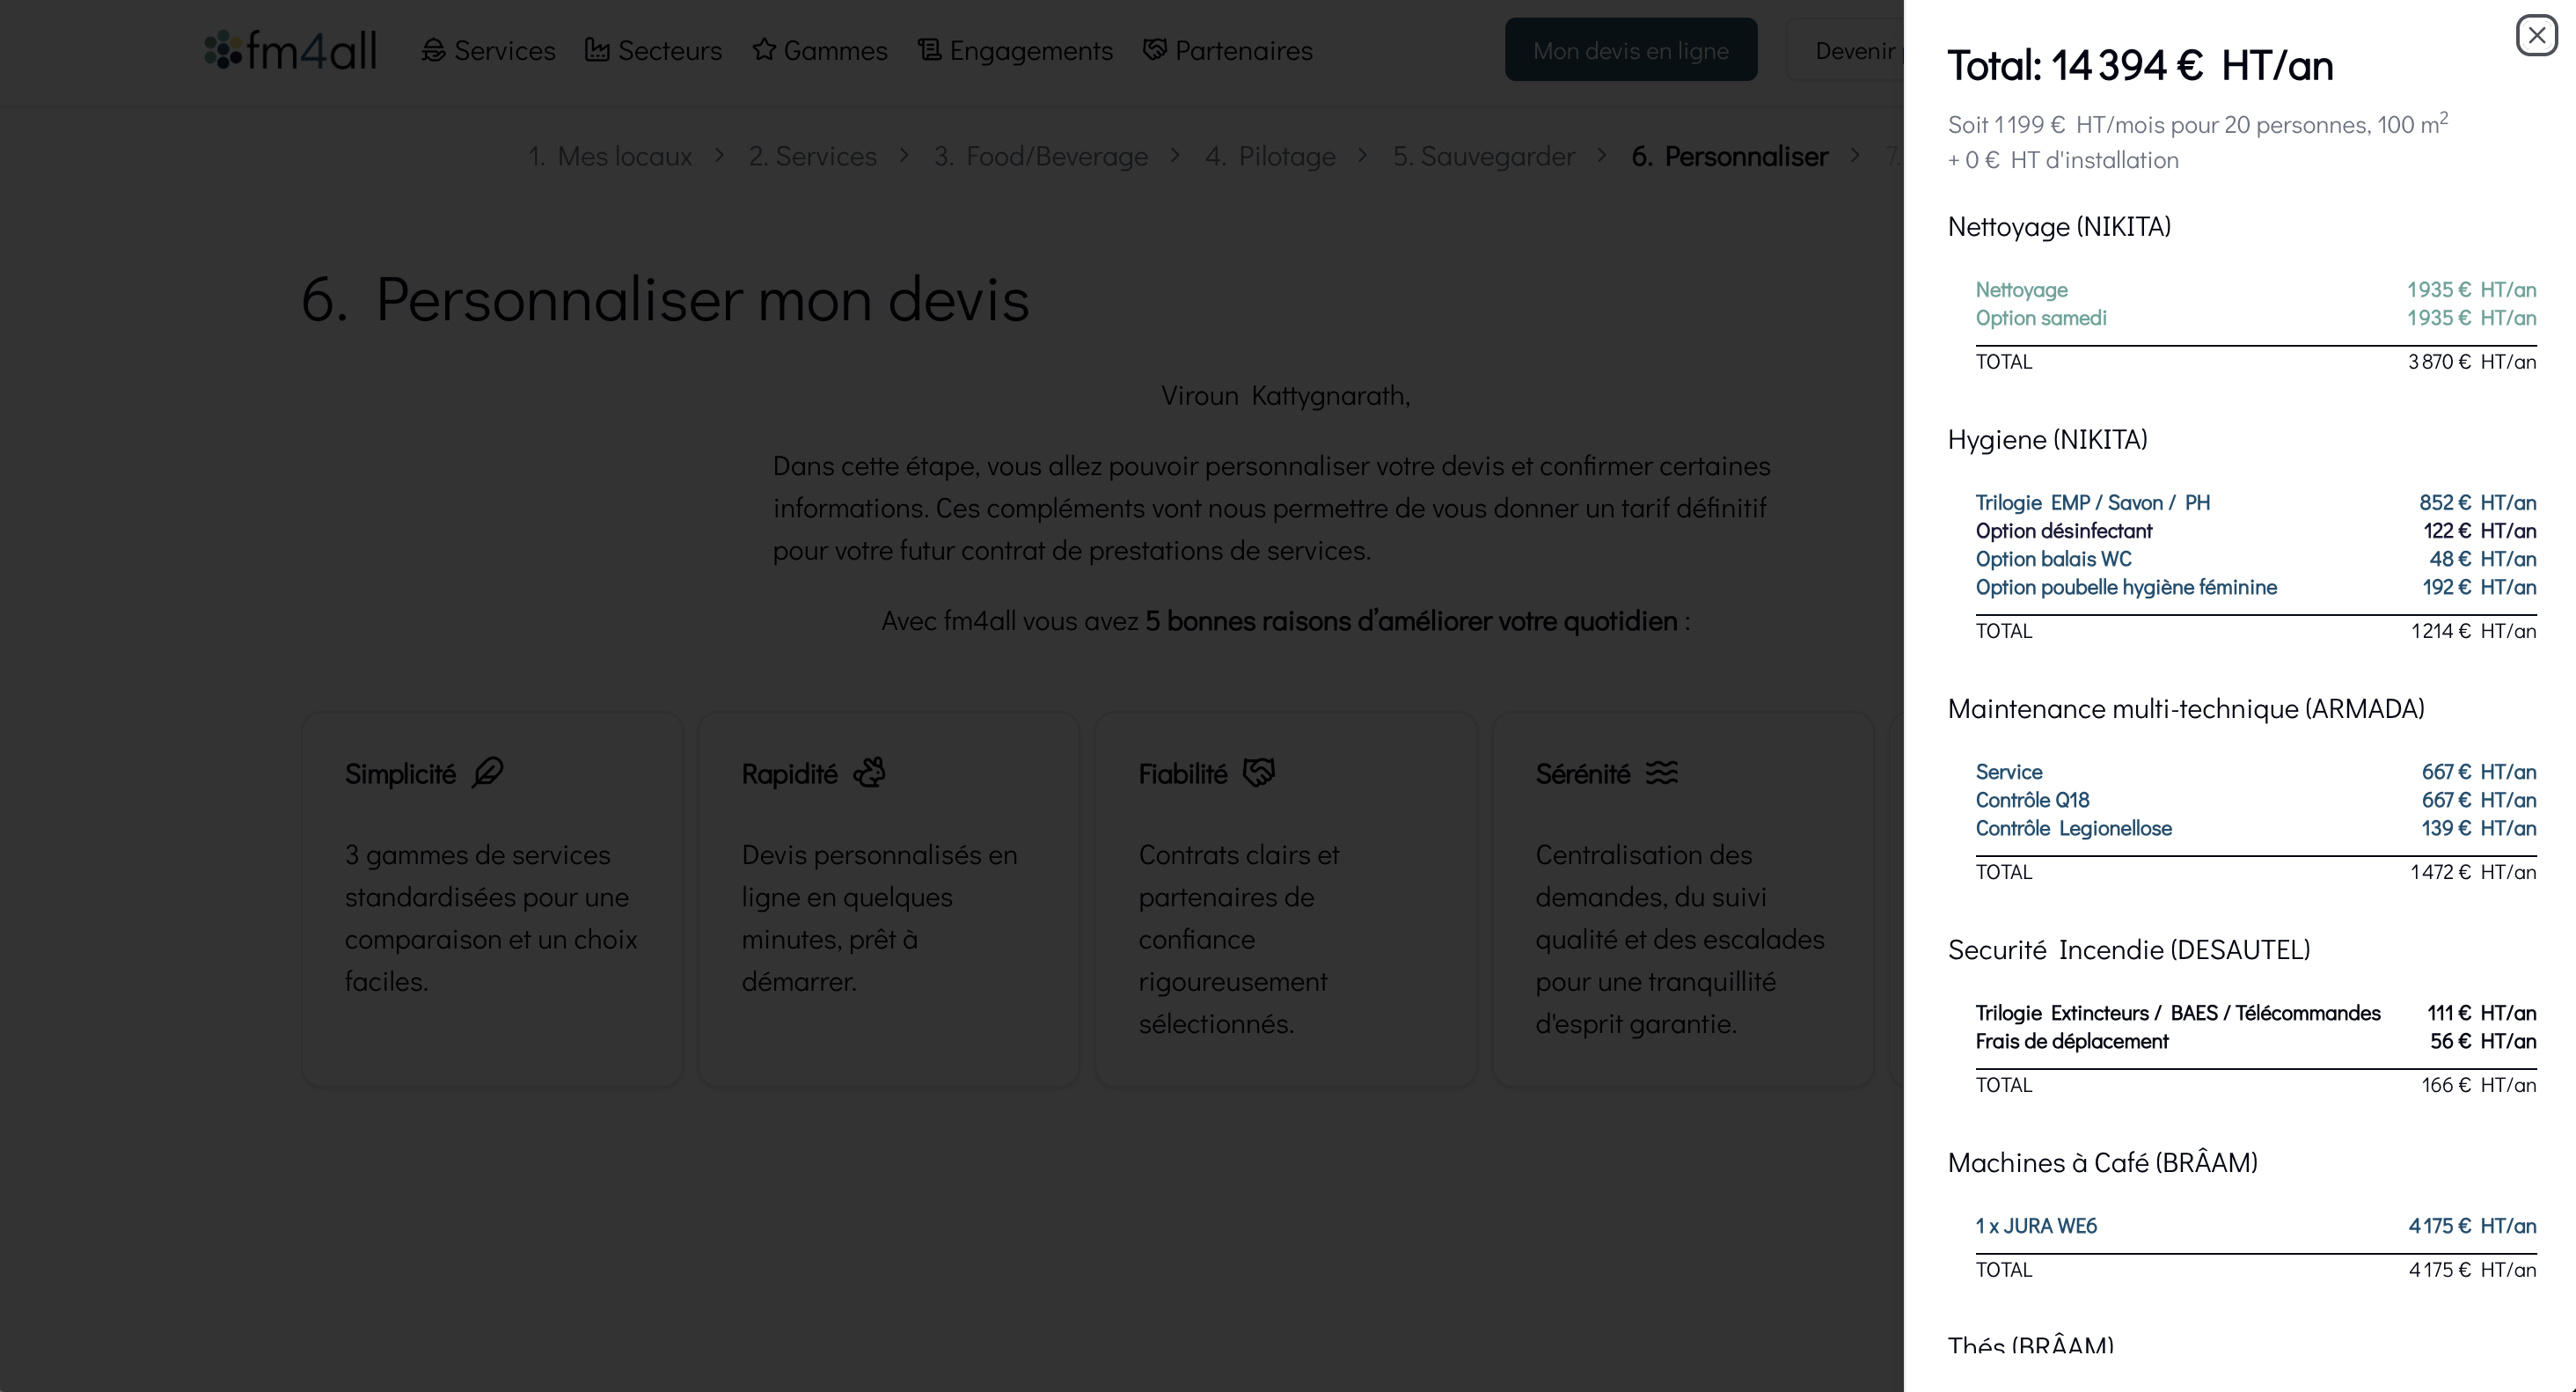 fm4all
Services
Secteurs
Gammes
Engagements
Partenaires
Mon devis en ligne
Devenir
1. Mes locaux > 2. Services > 3. Food/Beverage > 4. Pilotage > 5. Sauvegarder > 6. Personnaliser > 7.
6. Personnaliser mon devis
Viroun Kattygnarath,
Dans cette étape, vous allez pouvoir personnaliser votre devis et confirmer certaines
informations. Ces compléments vont nous permettre de vous donner un tarif définitif
pour votre futur contrat de prestations de services.
Avec fm4all vous avez 5 bonnes raisons d’améliorer votre quotidien :
Simplicité
3 gammes de services
standardisées pour une
comparaison et un choix
faciles.
Rapidité
Devis personnalisés en
ligne en quelques
minutes, prêt à
démarrer.
Fiabilité
Contrats clairs et
partenaires de
confiance
rigoureusement
sélectionnés.
Sérénité
Centralisation des
demandes, du suivi
qualité et des escalades
pour une tranquillité
d'esprit garantie.
Total: 14 394 € HT/an
Soit 1 199 € HT/mois pour 20 personnes, 100 m²
+ 0 € HT d'installation
Nettoyage (NIKITA)
Nettoyage 1 935 € HT/an
Option samedi 1 935 € HT/an
TOTAL 3 870 € HT/an
Hygiene (NIKITA)
Trilogie EMP / Savon / PH 852 € HT/an
Option désinfectant 122 € HT/an
Option balais WC 48 € HT/an
Option poubelle hygiène féminine 192 € HT/an
TOTAL 1 214 € HT/an
Maintenance multi-technique (ARMADA)
Service 667 € HT/an
Contrôle Q18 667 € HT/an
Contrôle Legionellose 139 € HT/an
TOTAL 1 472 € HT/an
Securité Incendie (DESAUTEL)
Trilogie Extincteurs / BAES / Télécommandes 111 € HT/an
Frais de déplacement 56 € HT/an
TOTAL 166 € HT/an
Machines à Café (BRÂAM)
1 x JURA WE6 4 175 € HT/an
TOTAL 4 175 € HT/an
Thés (BRÂAM)